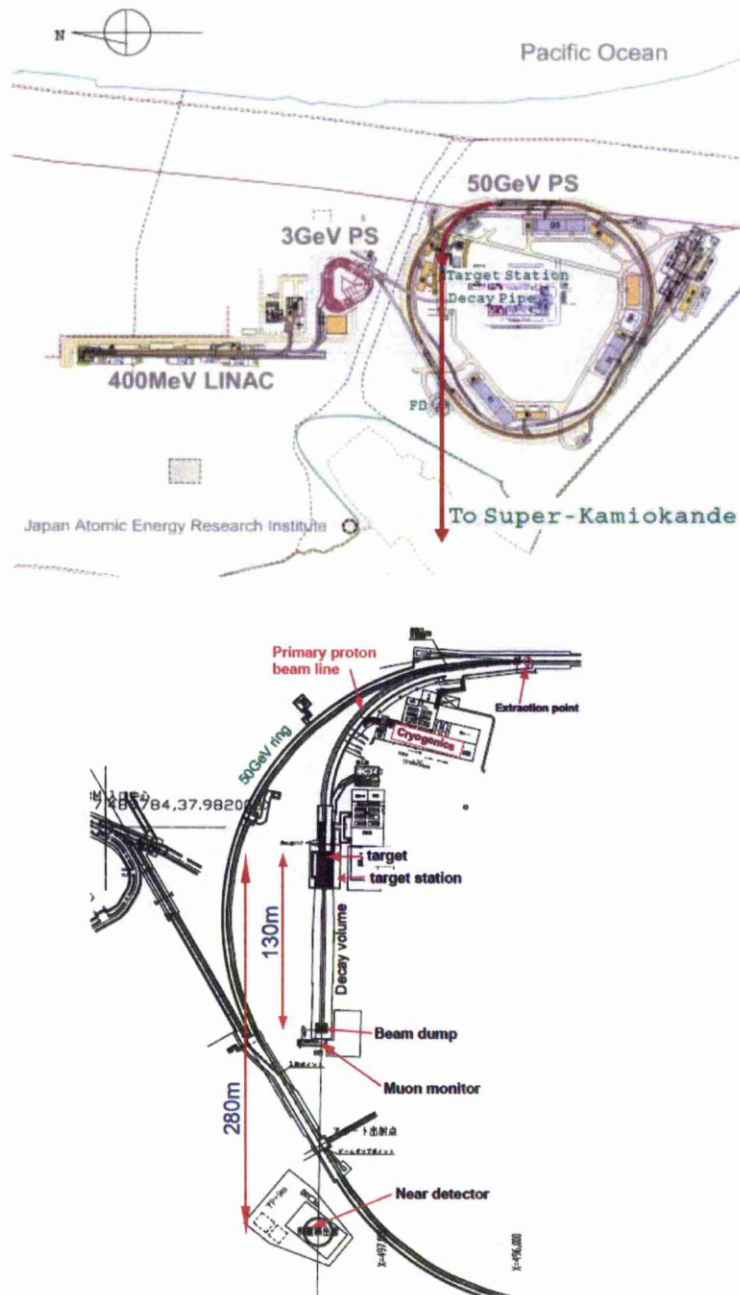 N
Pacific Ocean
50GeV PS
3GeV PS
Target Station
Decay Pipe
400MeV LINAC
FD
To Super-Kamiokande
Japan Atomic Energy Research Institute
Primary proton
beam line
Extraction point
Cryogenics
50GeV ring
target
target station
130m
Decay volume
Beam dump
Muon monitor
280m
Near detector
X=496,000